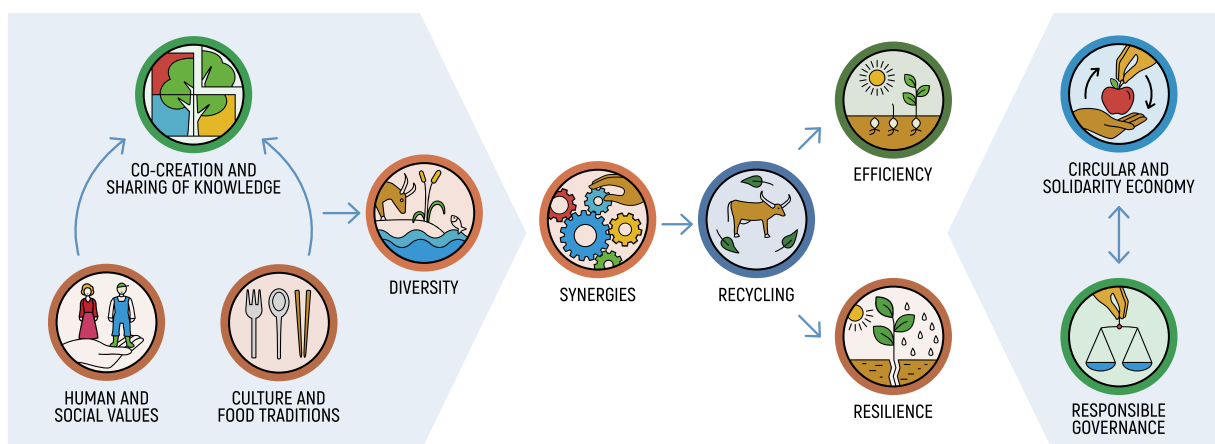 CO-CREATION AND
SHARING OF KNOWLEDGE
HUMAN AND
SOCIAL VALUES
CULTURE AND
FOOD TRADITIONS
DIVERSITY
SYNERGIES
RECYCLING
EFFICIENCY
RESILIENCE
CIRCULAR AND
SOLIDARITY ECONOMY
RESPONSIBLE
GOVERNANCE